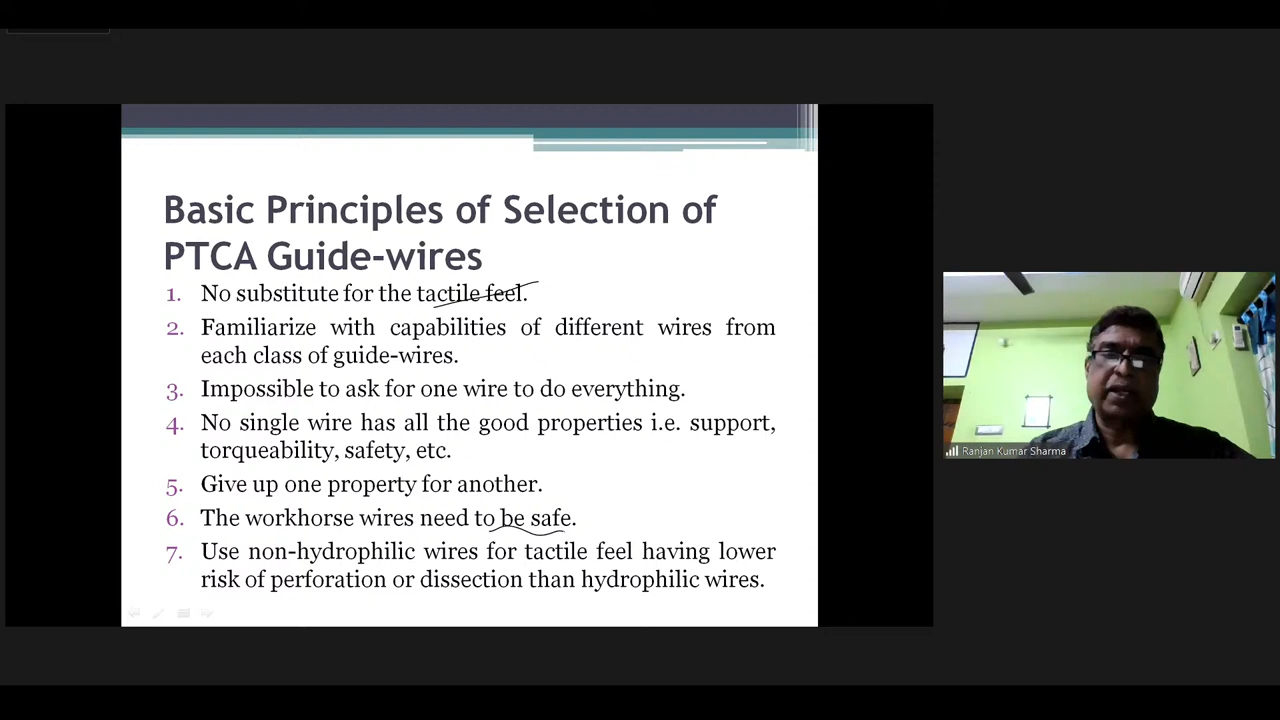 Basic Principles of Selection of
PTCA Guide-wires
1. No substitute for the tactile feel.
2. Familiarize with capabilities of different wires from
each class of guide-wires.
3. Impossible to ask for one wire to do everything.
4. No single wire has all the good properties i.e. support,
torqueability, safety, etc.
5. Give up one property for another.
6. The workhorse wires need to be safe.
7. Use non-hydrophilic wires for tactile feel having lower
risk of perforation or dissection than hydrophilic wires.
Ranjan Kumar Sharma